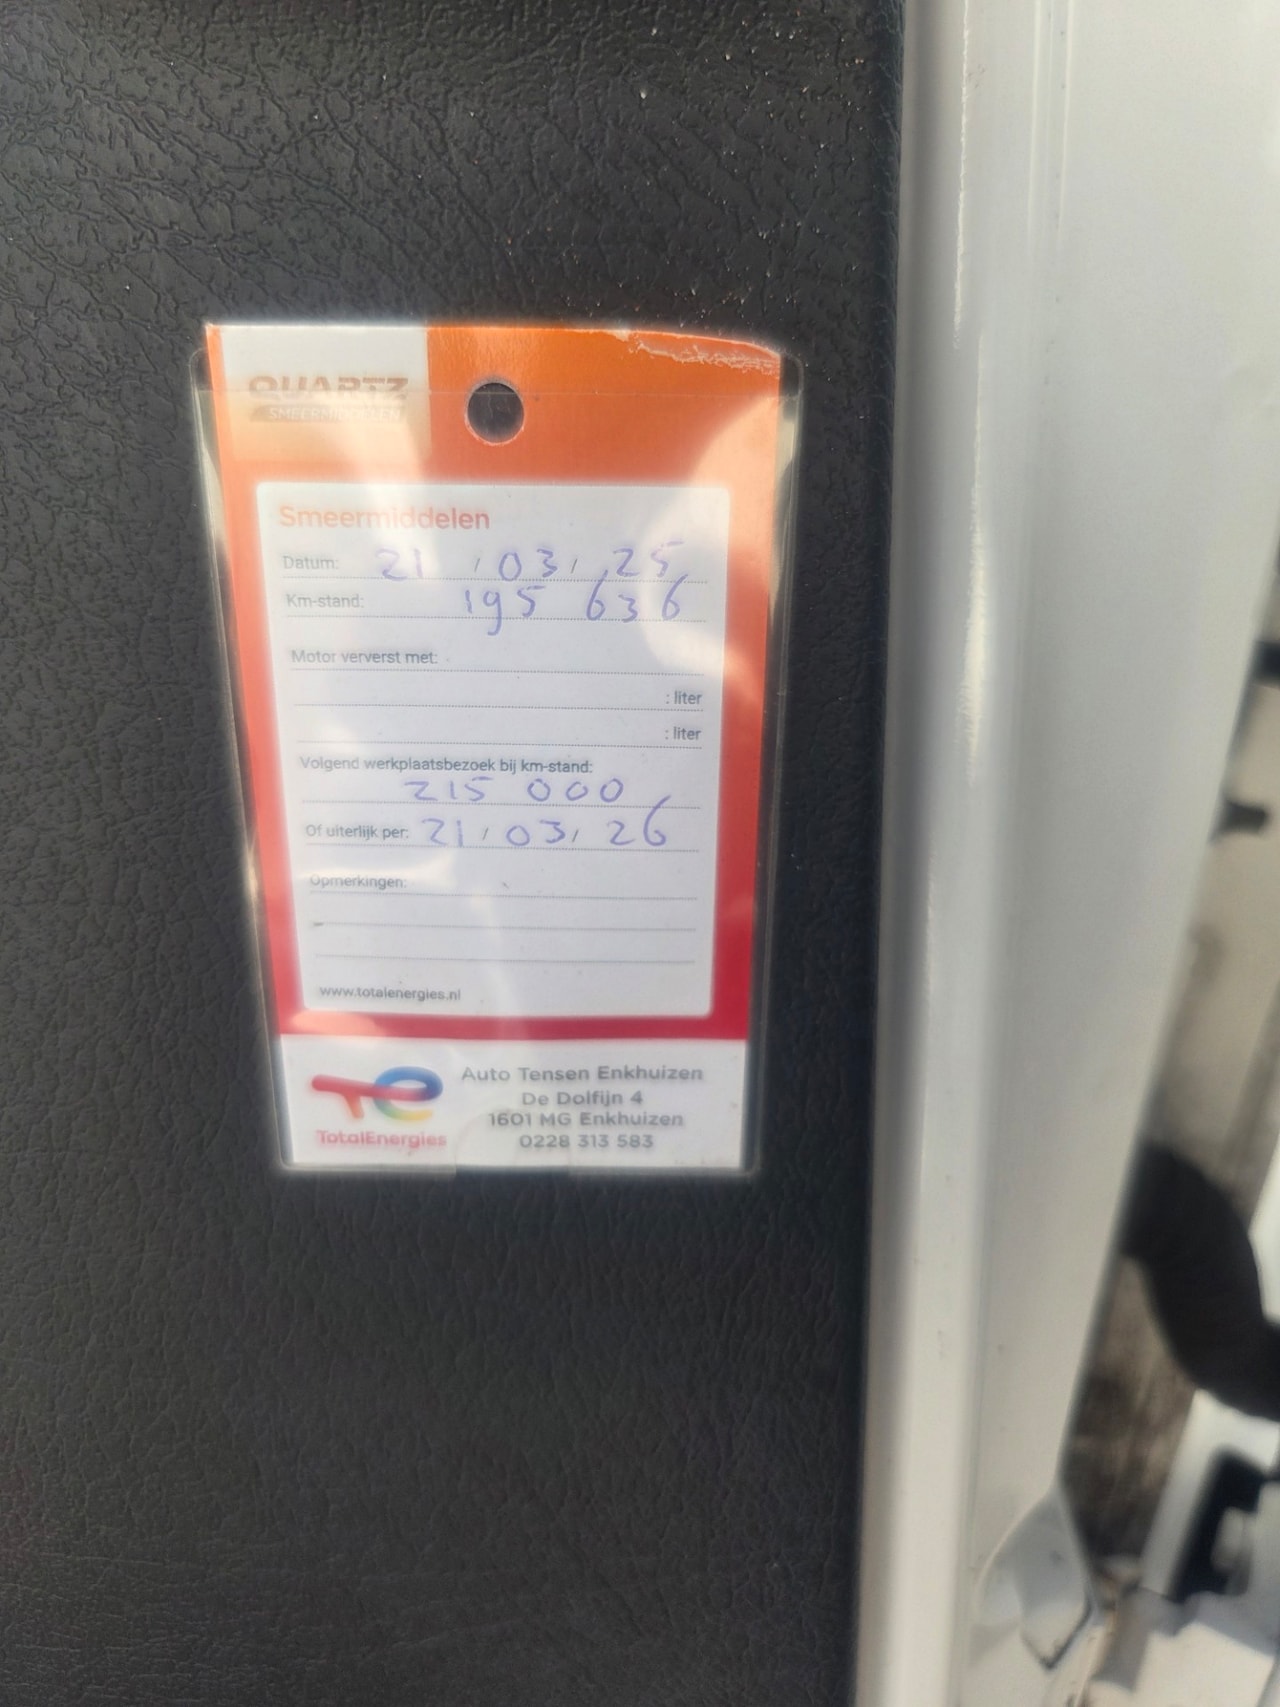 QUARTZ
SMEERMIDDELEN
Smeermiddelen
Datum: 21 / 03 / 25
Km-stand: 195 636
Motor ververst met:
: liter
: liter
Volgend werkplaatsbezoek bij km-stand:
215 000
Of uiterlijk per: 21 / 03 / 26
Opmerkingen:
www.totalenergies.nl
TotalEnergies
Auto Tensen Enkhuizen
De Dolfijn 4
1601 MG Enkhuizen
0228 313 583